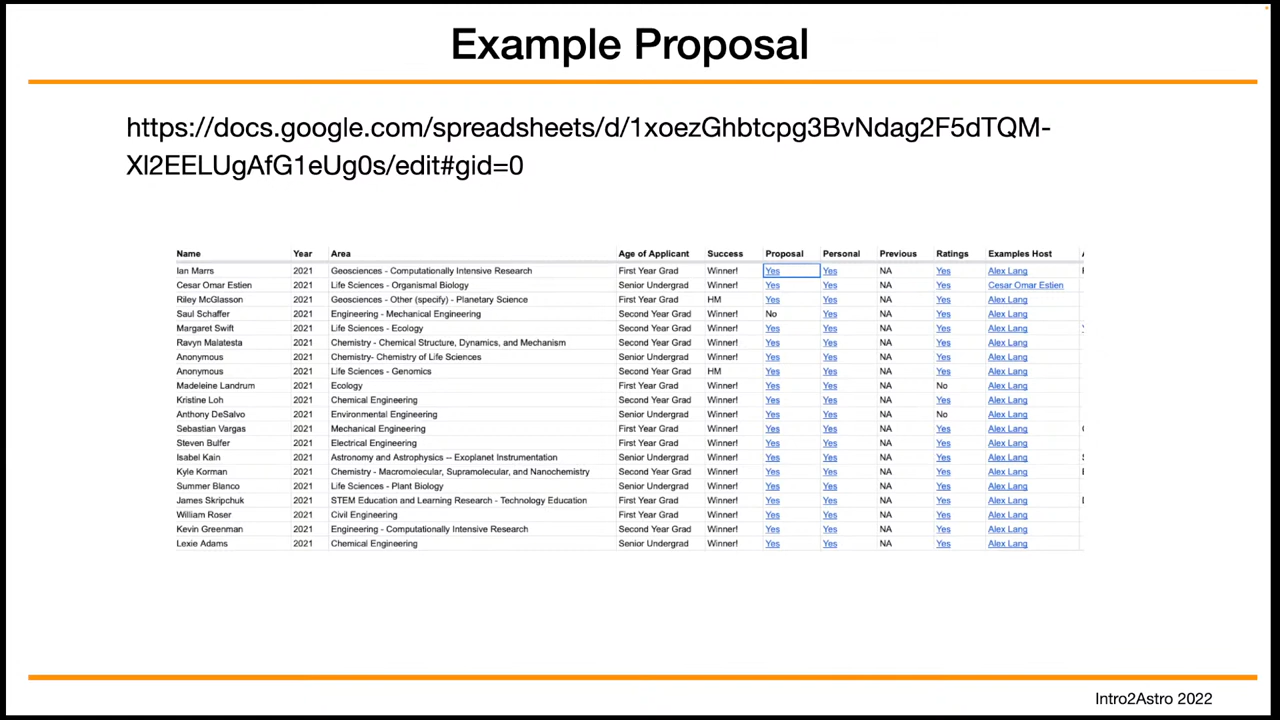 Example Proposal
https://docs.google.com/spreadsheets/d/1xoezGhbtcpg3BvNdag2F5dTQM-
Xl2EELUgAfG1eUg0s/edit#gid=0
Name Year Area Age of Applicant Success Proposal Personal Previous Ratings Examples Host
Ian Marrs 2021 Geosciences - Computationally Intensive Research First Year Grad Winner! Yes Yes NA Yes Alex Lang
Cesar Omar Estien 2021 Life Sciences - Organismal Biology Senior Undergrad Winner! Yes Yes NA Yes Cesar Omar Estien
Riley McGlasson 2021 Geosciences - Other (specify) - Planetary Science First Year Grad HM Yes Yes NA Yes Alex Lang
Saul Schaffer 2021 Engineering - Mechanical Engineering Second Year Grad Winner! No Yes NA Yes Alex Lang
Margaret Swift 2021 Life Sciences - Ecology Second Year Grad Winner! Yes Yes NA Yes Alex Lang
Ravyn Malatesta 2021 Chemistry - Chemical Structure, Dynamics, and Mechanism Second Year Grad Winner! Yes Yes NA Yes Alex Lang
Anonymous 2021 Chemistry- Chemistry of Life Sciences Senior Undergrad Winner! Yes Yes NA Yes Alex Lang
Anonymous 2021 Life Sciences - Genomics Second Year Grad HM Yes Yes NA Yes Alex Lang
Madeleine Landrum 2021 Ecology First Year Grad Winner! Yes Yes NA No Alex Lang
Kristine Loh 2021 Chemical Engineering Second Year Grad Winner! Yes Yes NA Yes Alex Lang
Anthony DeSalvo 2021 Environmental Engineering Senior Undergrad Winner! Yes Yes NA No Alex Lang
Sebastian Vargas 2021 Mechanical Engineering First Year Grad Winner! Yes Yes NA Yes Alex Lang
Steven Bulfer 2021 Electrical Engineering First Year Grad Winner! Yes Yes NA Yes Alex Lang
Isabel Kain 2021 Astronomy and Astrophysics -- Exoplanet Instrumentation Senior Undergrad Winner! Yes Yes NA Yes Alex Lang
Kyle Korman 2021 Chemistry - Macromolecular, Supramolecular, and Nanochemistry Second Year Grad Winner! Yes Yes NA Yes Alex Lang
Summer Blanco 2021 Life Sciences - Plant Biology Senior Undergrad Winner! Yes Yes NA Yes Alex Lang
James Skripchuk 2021 STEM Education and Learning Research - Technology Education First Year Grad Winner! Yes Yes NA Yes Alex Lang
William Roser 2021 Civil Engineering First Year Grad Winner! Yes Yes NA Yes Alex Lang
Kevin Greenman 2021 Engineering - Computationally Intensive Research Second Year Grad Winner! Yes Yes NA Yes Alex Lang
Lexie Adams 2021 Chemical Engineering Senior Undergrad Winner! Yes Yes NA Yes Alex Lang
Intro2Astro 2022